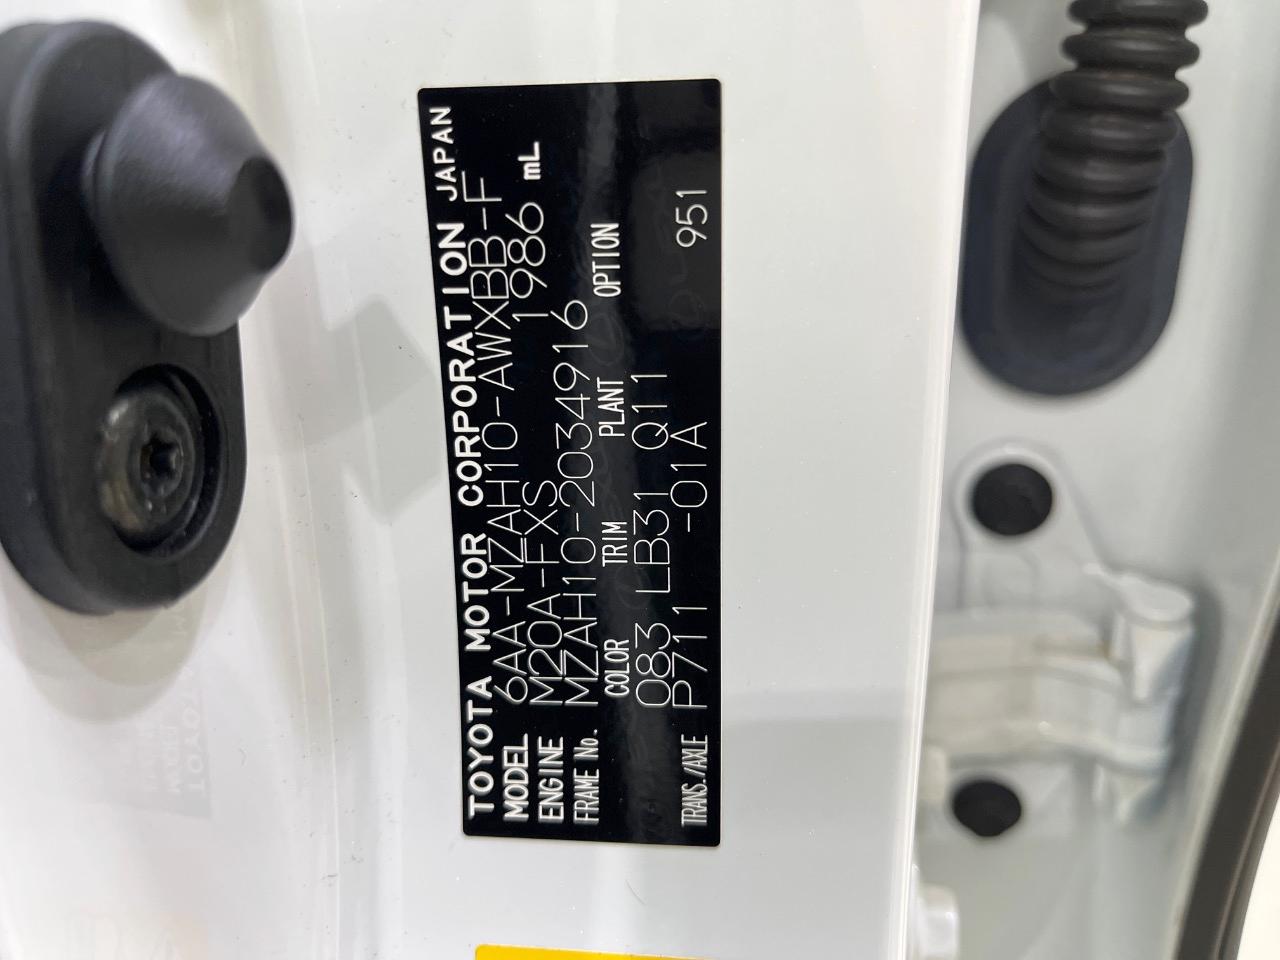 TOYOTA MOTOR CORPORATION JAPAN
MODEL 6AA-MZAH10-AWXBB-F
ENGINE M20A-FXS 1986 mL
FRAME No. MZAH10-2034916
COLOR TRIM PLANT OPTION
083 LB31 Q11
TRANS./AXLE P711 -01A 951